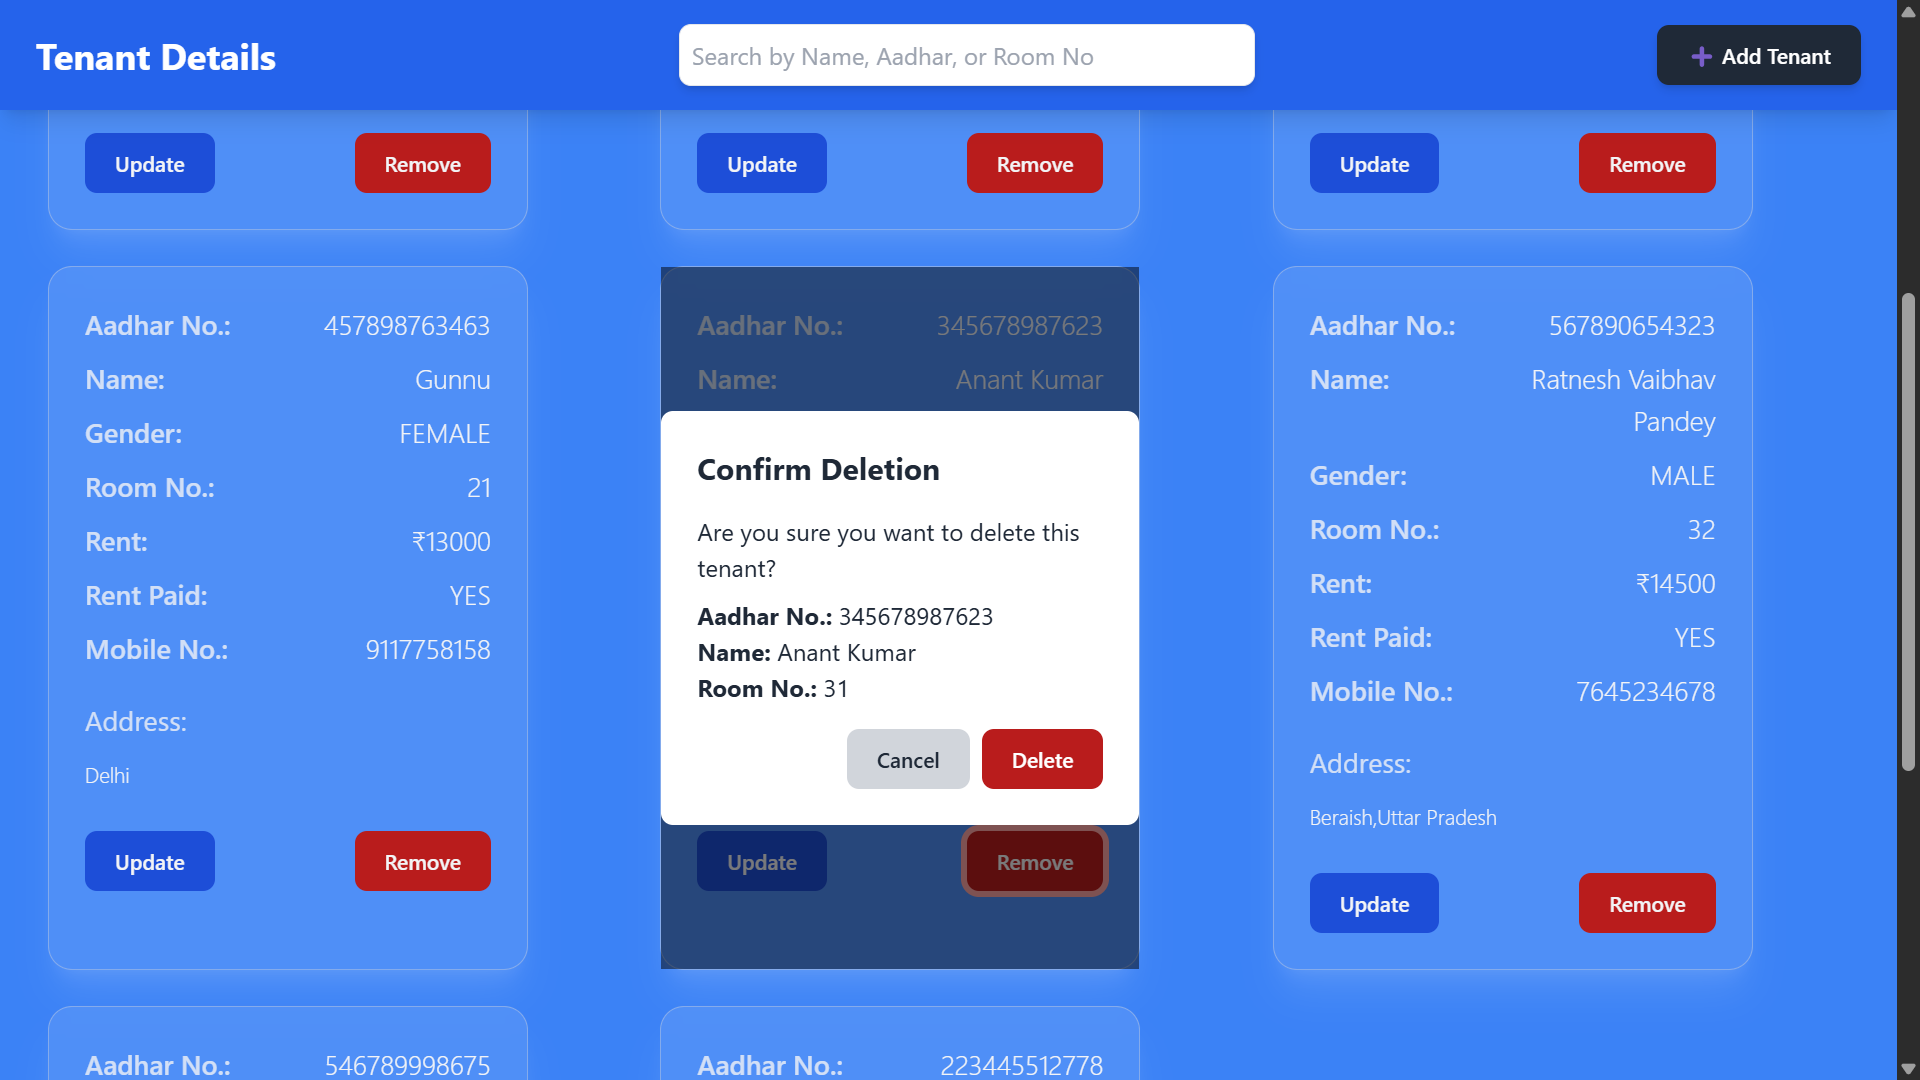 Tenant Details
Search by Name, Aadhar, or Room No
Add Tenant
Update Remove
Update Remove
Update Remove
Aadhar No.: 457898763463
Name: Gunnu
Gender: FEMALE
Room No.: 21
Rent: ₹13000
Rent Paid: YES
Mobile No.: 9117758158
Address:
Delhi
Update Remove
Aadhar No.: 345678987623
Name: Anant Kumar
Confirm Deletion
Are you sure you want to delete this
tenant?
Aadhar No.: 345678987623
Name: Anant Kumar
Room No.: 31
Cancel Delete
Update Remove
Aadhar No.: 567890654323
Name: Ratnesh Vaibhav
Pandey
Gender: MALE
Room No.: 32
Rent: ₹14500
Rent Paid: YES
Mobile No.: 7645234678
Address:
Beraish,Uttar Pradesh
Update Remove
Aadhar No.: 546789998675
Aadhar No.: 223445512778